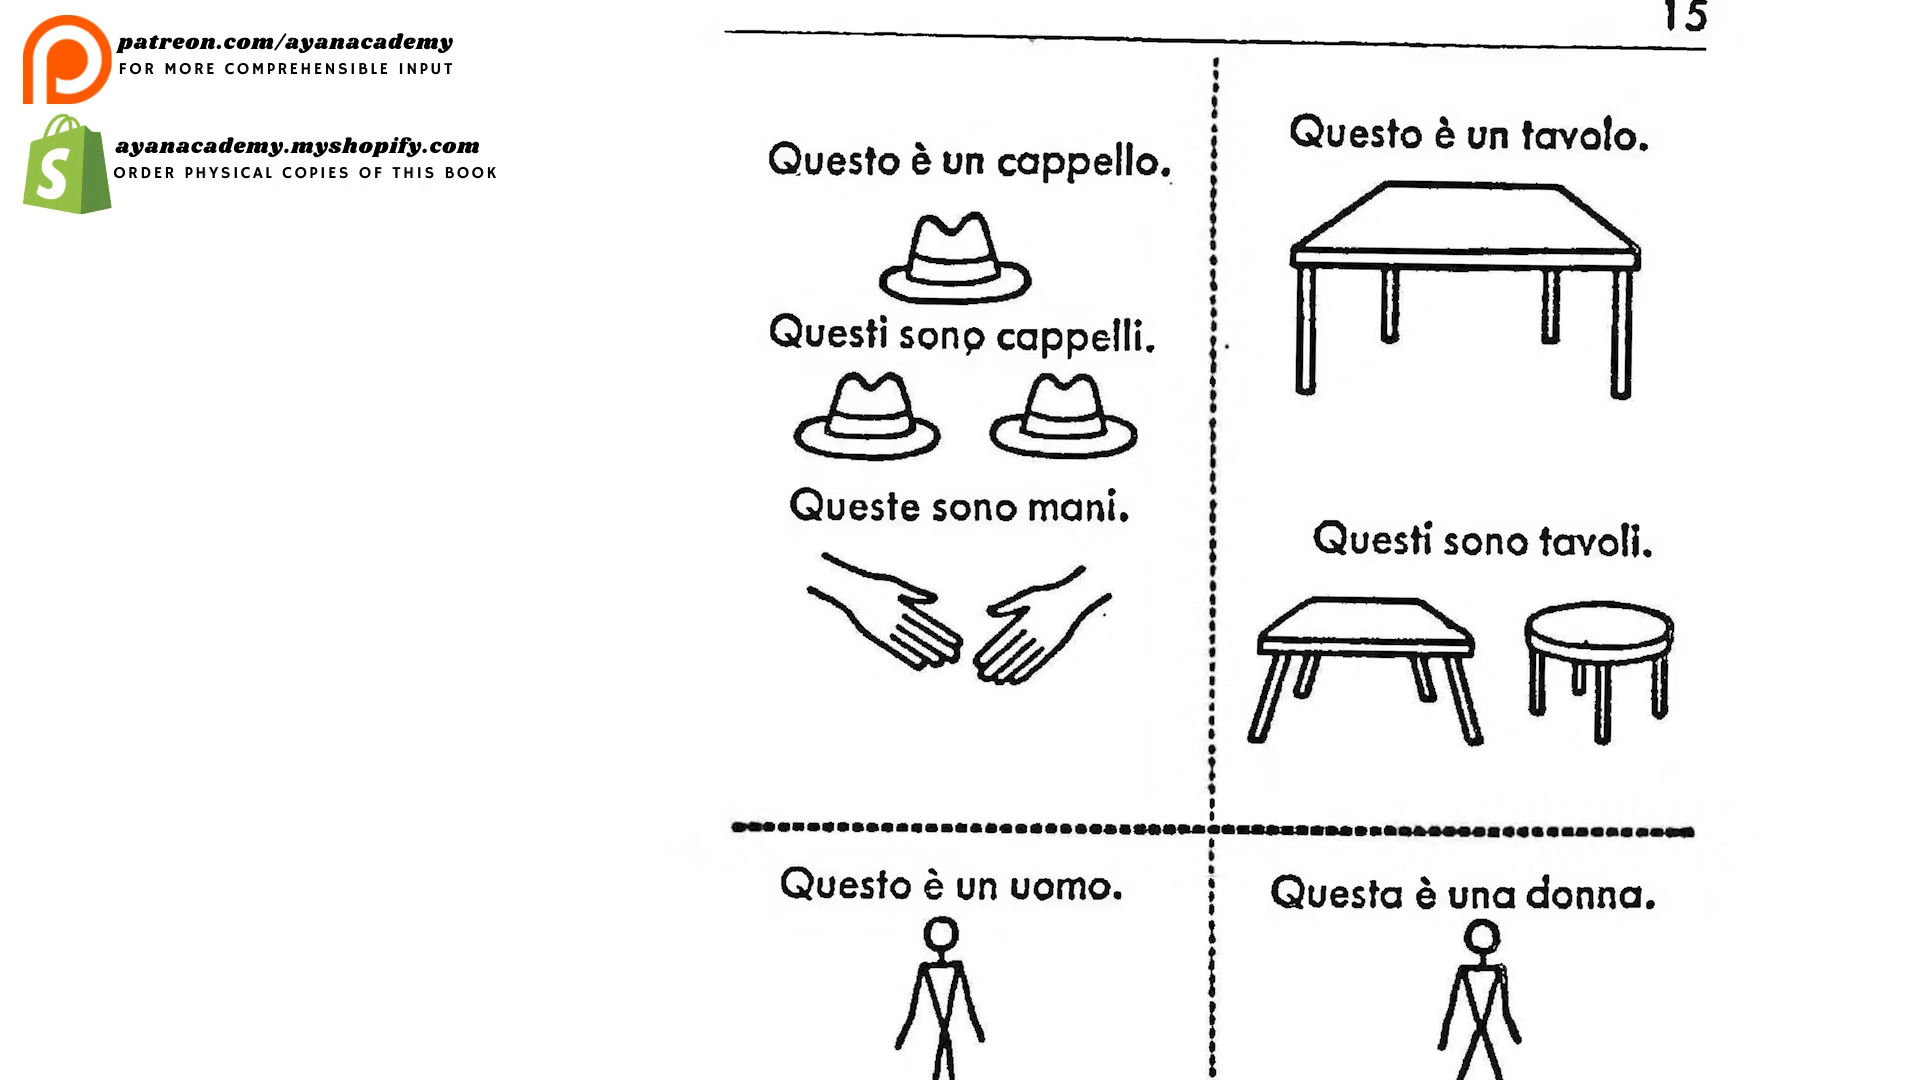 patreon.com/ayanacademy
FOR MORE COMPREHENSIBLE INPUT
ayanacademy.myshopify.com
ORDER PHYSICAL COPIES OF THIS BOOK
15
Questo è un cappello.
Questi sono cappelli.
Queste sono mani.
Questo è un tavolo.
Questi sono tavoli.
Questo è un uomo.
Questa è una donna.